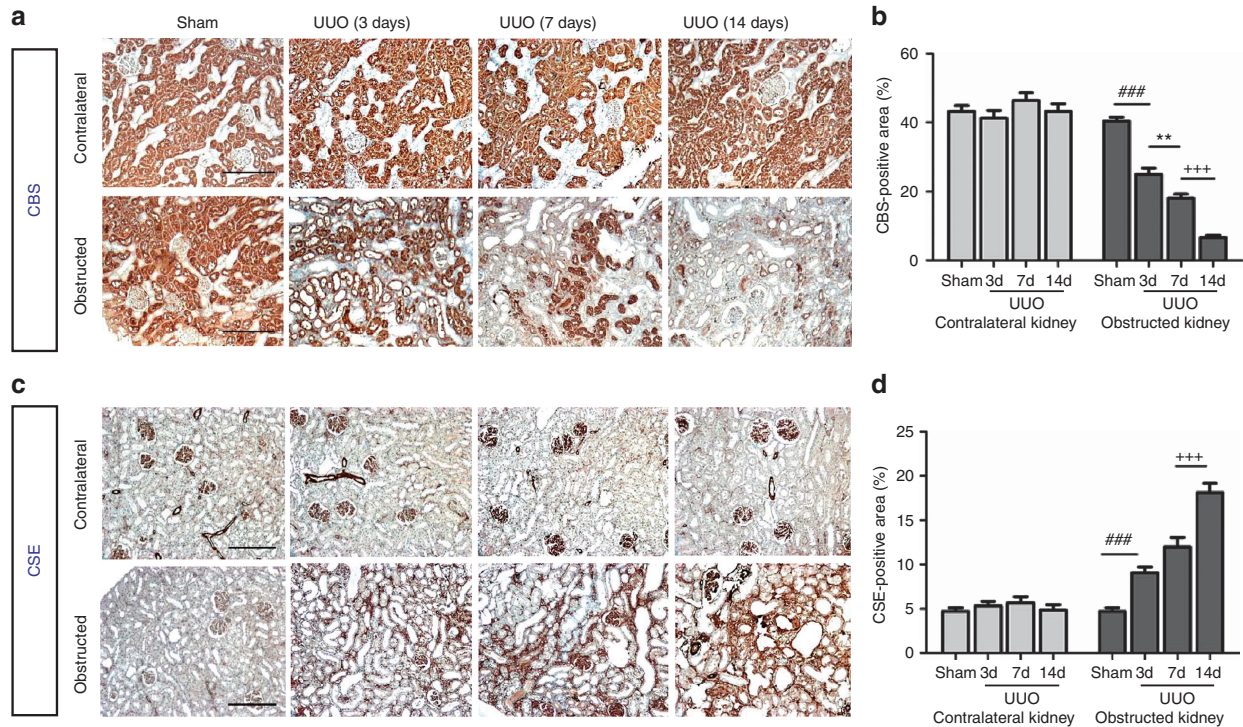 a
Sham
UUO (3 days)
UUO (7 days)
UUO (14 days)
CBS
Contralateral
Obstructed
b
CBS-positive area (%)
60
40
20
0
###
**
+++
Sham 3d 7d 14d
UUO
Contralateral kidney
Sham 3d 7d 14d
UUO
Obstructed kidney
c
CSE
Contralateral
Obstructed
d
CSE-positive area (%)
25
20
15
10
5
0
###
+++
Sham 3d 7d 14d
UUO
Contralateral kidney
Sham 3d 7d 14d
UUO
Obstructed kidney